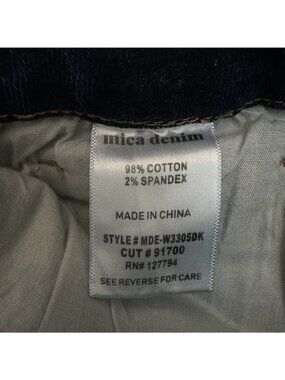 mica denim
98% COTTON
2% SPANDEX
MADE IN CHINA
STYLE # MDE-W3305DK
CUT # 91700
RN# 127794
SEE REVERSE FOR CARE